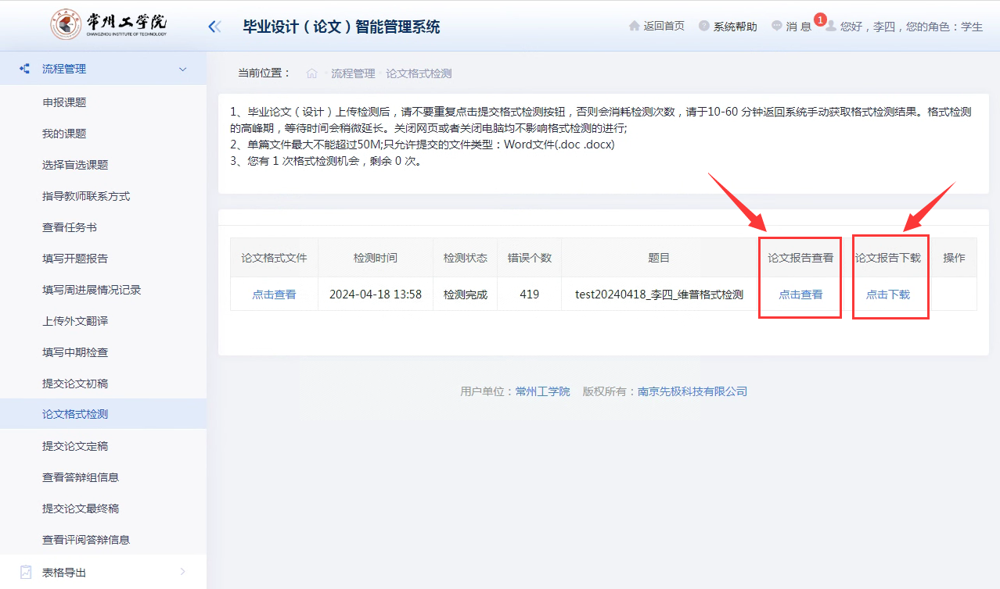 常州工学院
CHANGZHOU INSTITUTE OF TECHNOLOGY
毕业设计（论文）智能管理系统
返回首页
系统帮助
消 息
1
您好，李四，您的角色：学生
流程管理
申报课题
我的课题
选择盲选课题
指导教师联系方式
查看任务书
填写开题报告
填写周进展情况记录
上传外文翻译
填写中期检查
提交论文初稿
论文格式检测
提交论文定稿
查看答辩组信息
提交论文最终稿
查看评阅答辩信息
表格导出
当前位置： 流程管理 论文格式检测
1、毕业论文（设计）上传检测后，请不要重复点击提交格式检测按钮，否则会消耗检测次数，请于10-60 分钟返回系统手动获取格式检测结果。格式检测
的高峰期，等待时间会稍微延长。关闭网页或者关闭电脑均不影响格式检测的进行;
2、单篇文件最大不能超过50M;只允许提交的文件类型：Word文件(.doc .docx)
3、您有 1 次格式检测机会，剩余 0 次。
论文格式文件 检测时间 检测状态 错误个数 题目 论文报告查看 论文报告下载 操作
点击查看 2024-04-18 13:58 检测完成 419 test20240418_李四_维普格式检测 点击查看 点击下载
用户单位：常州工学院 版权所有：南京先极科技有限公司